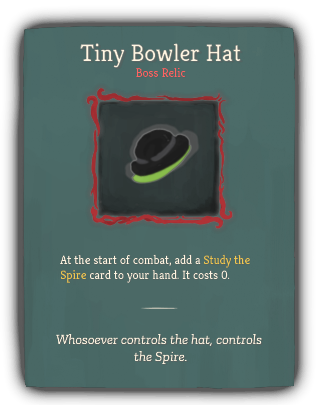 Tiny Bowler Hat
Boss Relic
At the start of combat, add a Study the
Spire card to your hand. It costs 0.
Whosoever controls the hat, controls
the Spire.